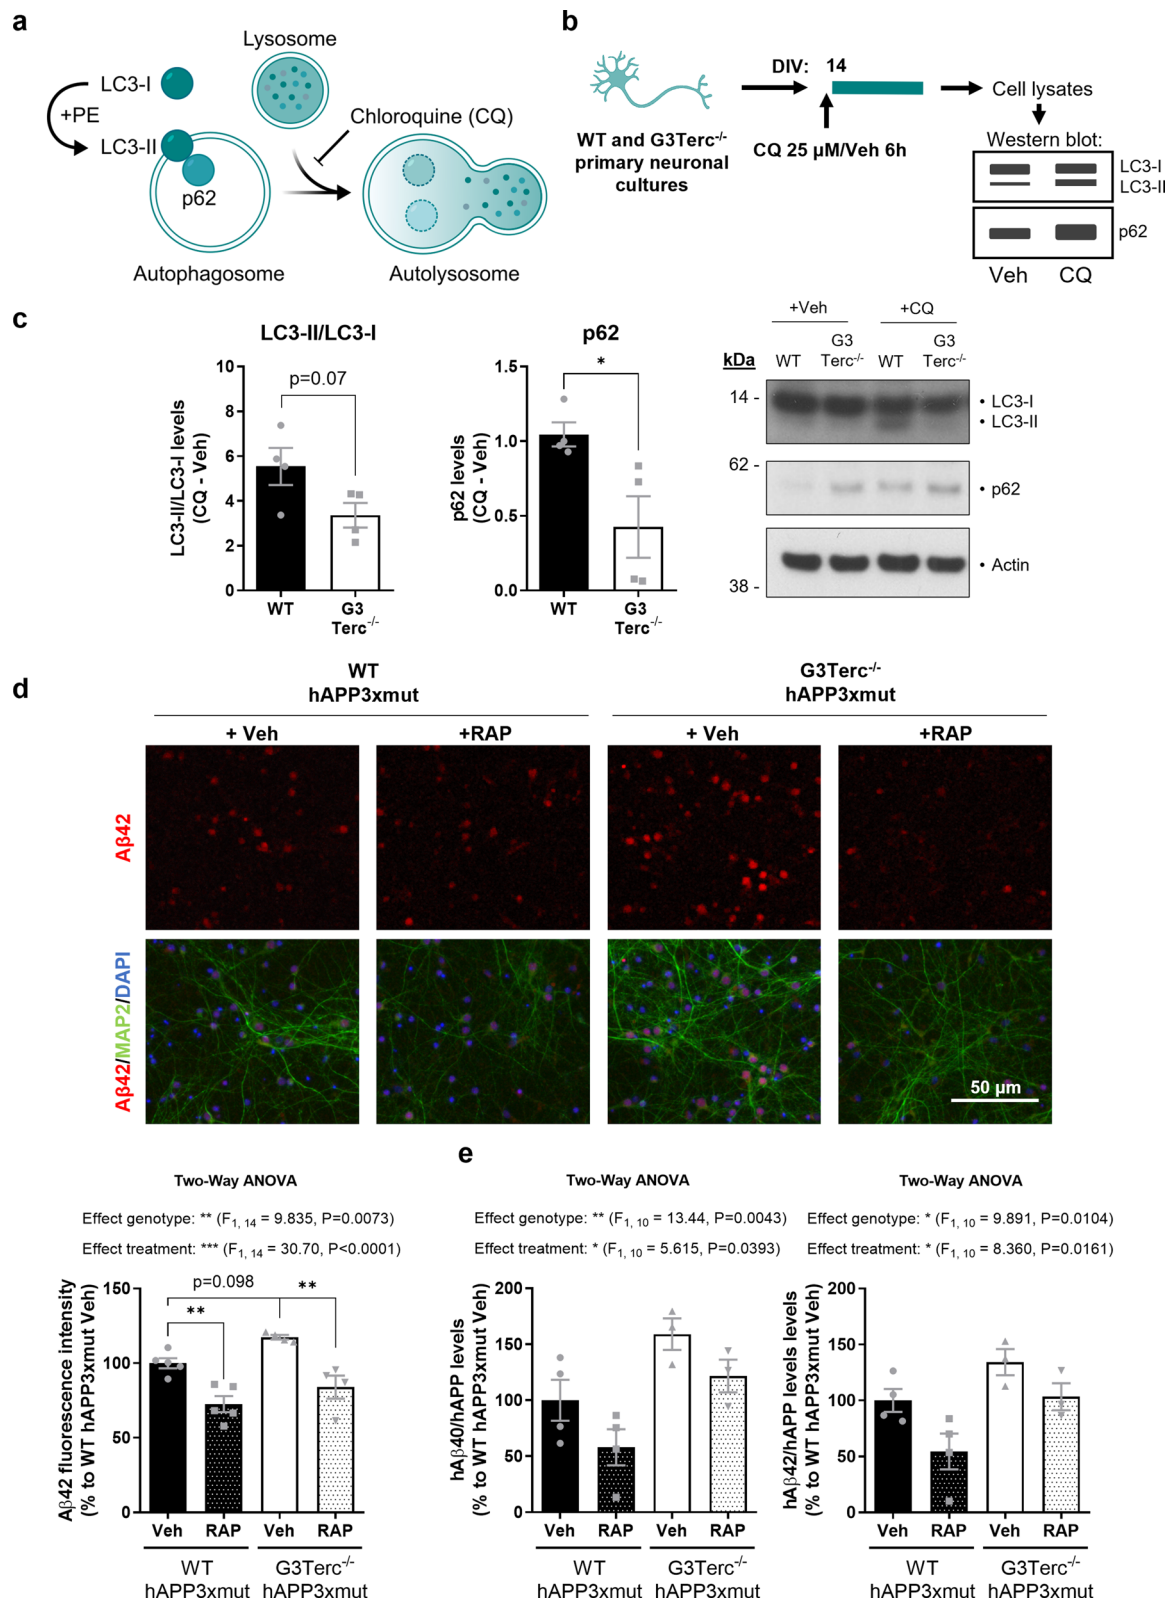 a
Lysosome
LC3-I
+PE
LC3-II
p62
Chloroquine (CQ)
Autophagosome
Autolysosome
b
DIV: 14
WT and G3Terc-/-
primary neuronal
cultures
CQ 25 µM/Veh 6h
Cell lysates
Western blot:
LC3-I
LC3-II
p62
Veh CQ
c
LC3-II/LC3-I
LC3-II/LC3-I levels
(CQ - Veh)
10
8
6
4
2
0
p=0.07
WT
G3
Terc-/-
p62
p62 levels
(CQ - Veh)
1.5
1.0
0.5
0.0
*
WT
G3
Terc-/-
+Veh +CQ
kDa WT G3 Terc-/- WT G3 Terc-/-
14 -
• LC3-I
• LC3-II
62 -
• p62
• Actin
38 -
d
WT
hAPP3xmut
G3Terc-/-
hAPP3xmut
+ Veh +RAP + Veh +RAP
Aβ42
Aβ42/MAP2/DAPI
50 µm
Two-Way ANOVA
Effect genotype: ** (F1, 14 = 9.835, P=0.0073)
Effect treatment: *** (F1, 14 = 30.70, P<0.0001)
Aβ42 fluorescence intensity
(% to WT hAPP3xmut Veh)
150
100
50
0
p=0.098
**
**
Veh RAP Veh RAP
WT
hAPP3xmut
G3Terc-/-
hAPP3xmut
e
Two-Way ANOVA
Effect genotype: ** (F1, 10 = 13.44, P=0.0043)
Effect treatment: * (F1, 10 = 5.615, P=0.0393)
hAβ40/hAPP levels
(% to WT hAPP3xmut Veh)
200
150
100
50
0
Veh RAP Veh RAP
WT
hAPP3xmut
G3Terc-/-
hAPP3xmut
Two-Way ANOVA
Effect genotype: * (F1, 10 = 9.891, P=0.0104)
Effect treatment: * (F1, 10 = 8.360, P=0.0161)
hAβ42/hAPP levels levels
(% to WT hAPP3xmut Veh)
200
150
100
50
0
Veh RAP Veh RAP
WT
hAPP3xmut
G3Terc-/-
hAPP3xmut